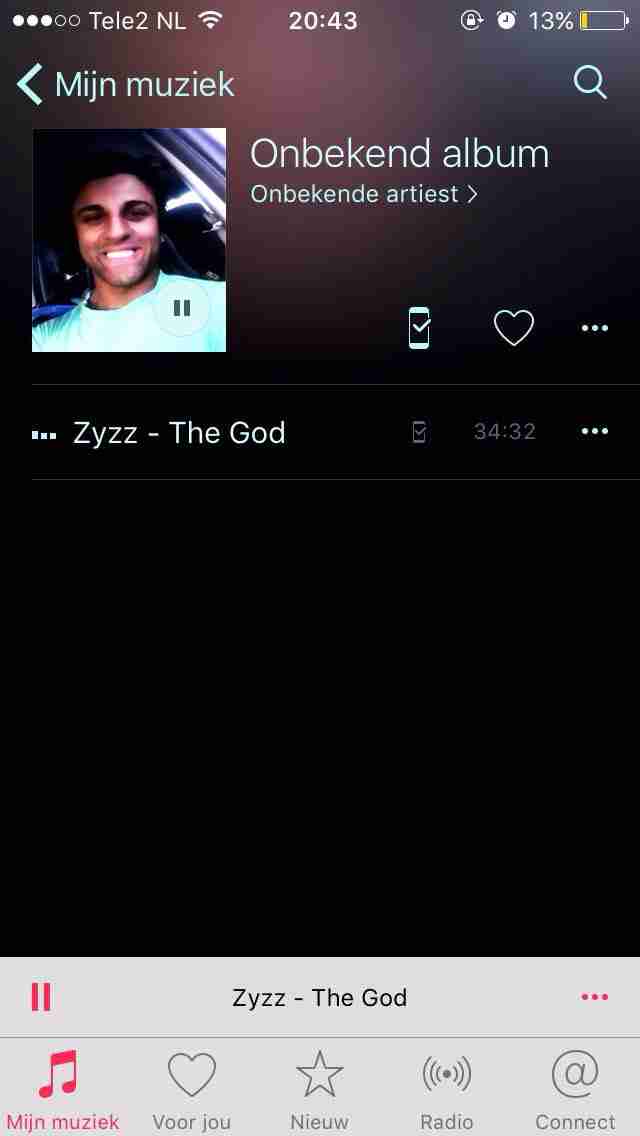 Tele2 NL 20:43 13%
Mijn muziek
Onbekend album
Onbekende artiest
Zyzz - The God 34:32
Zyzz - The God
Mijn muziek Voor jou Nieuw Radio Connect